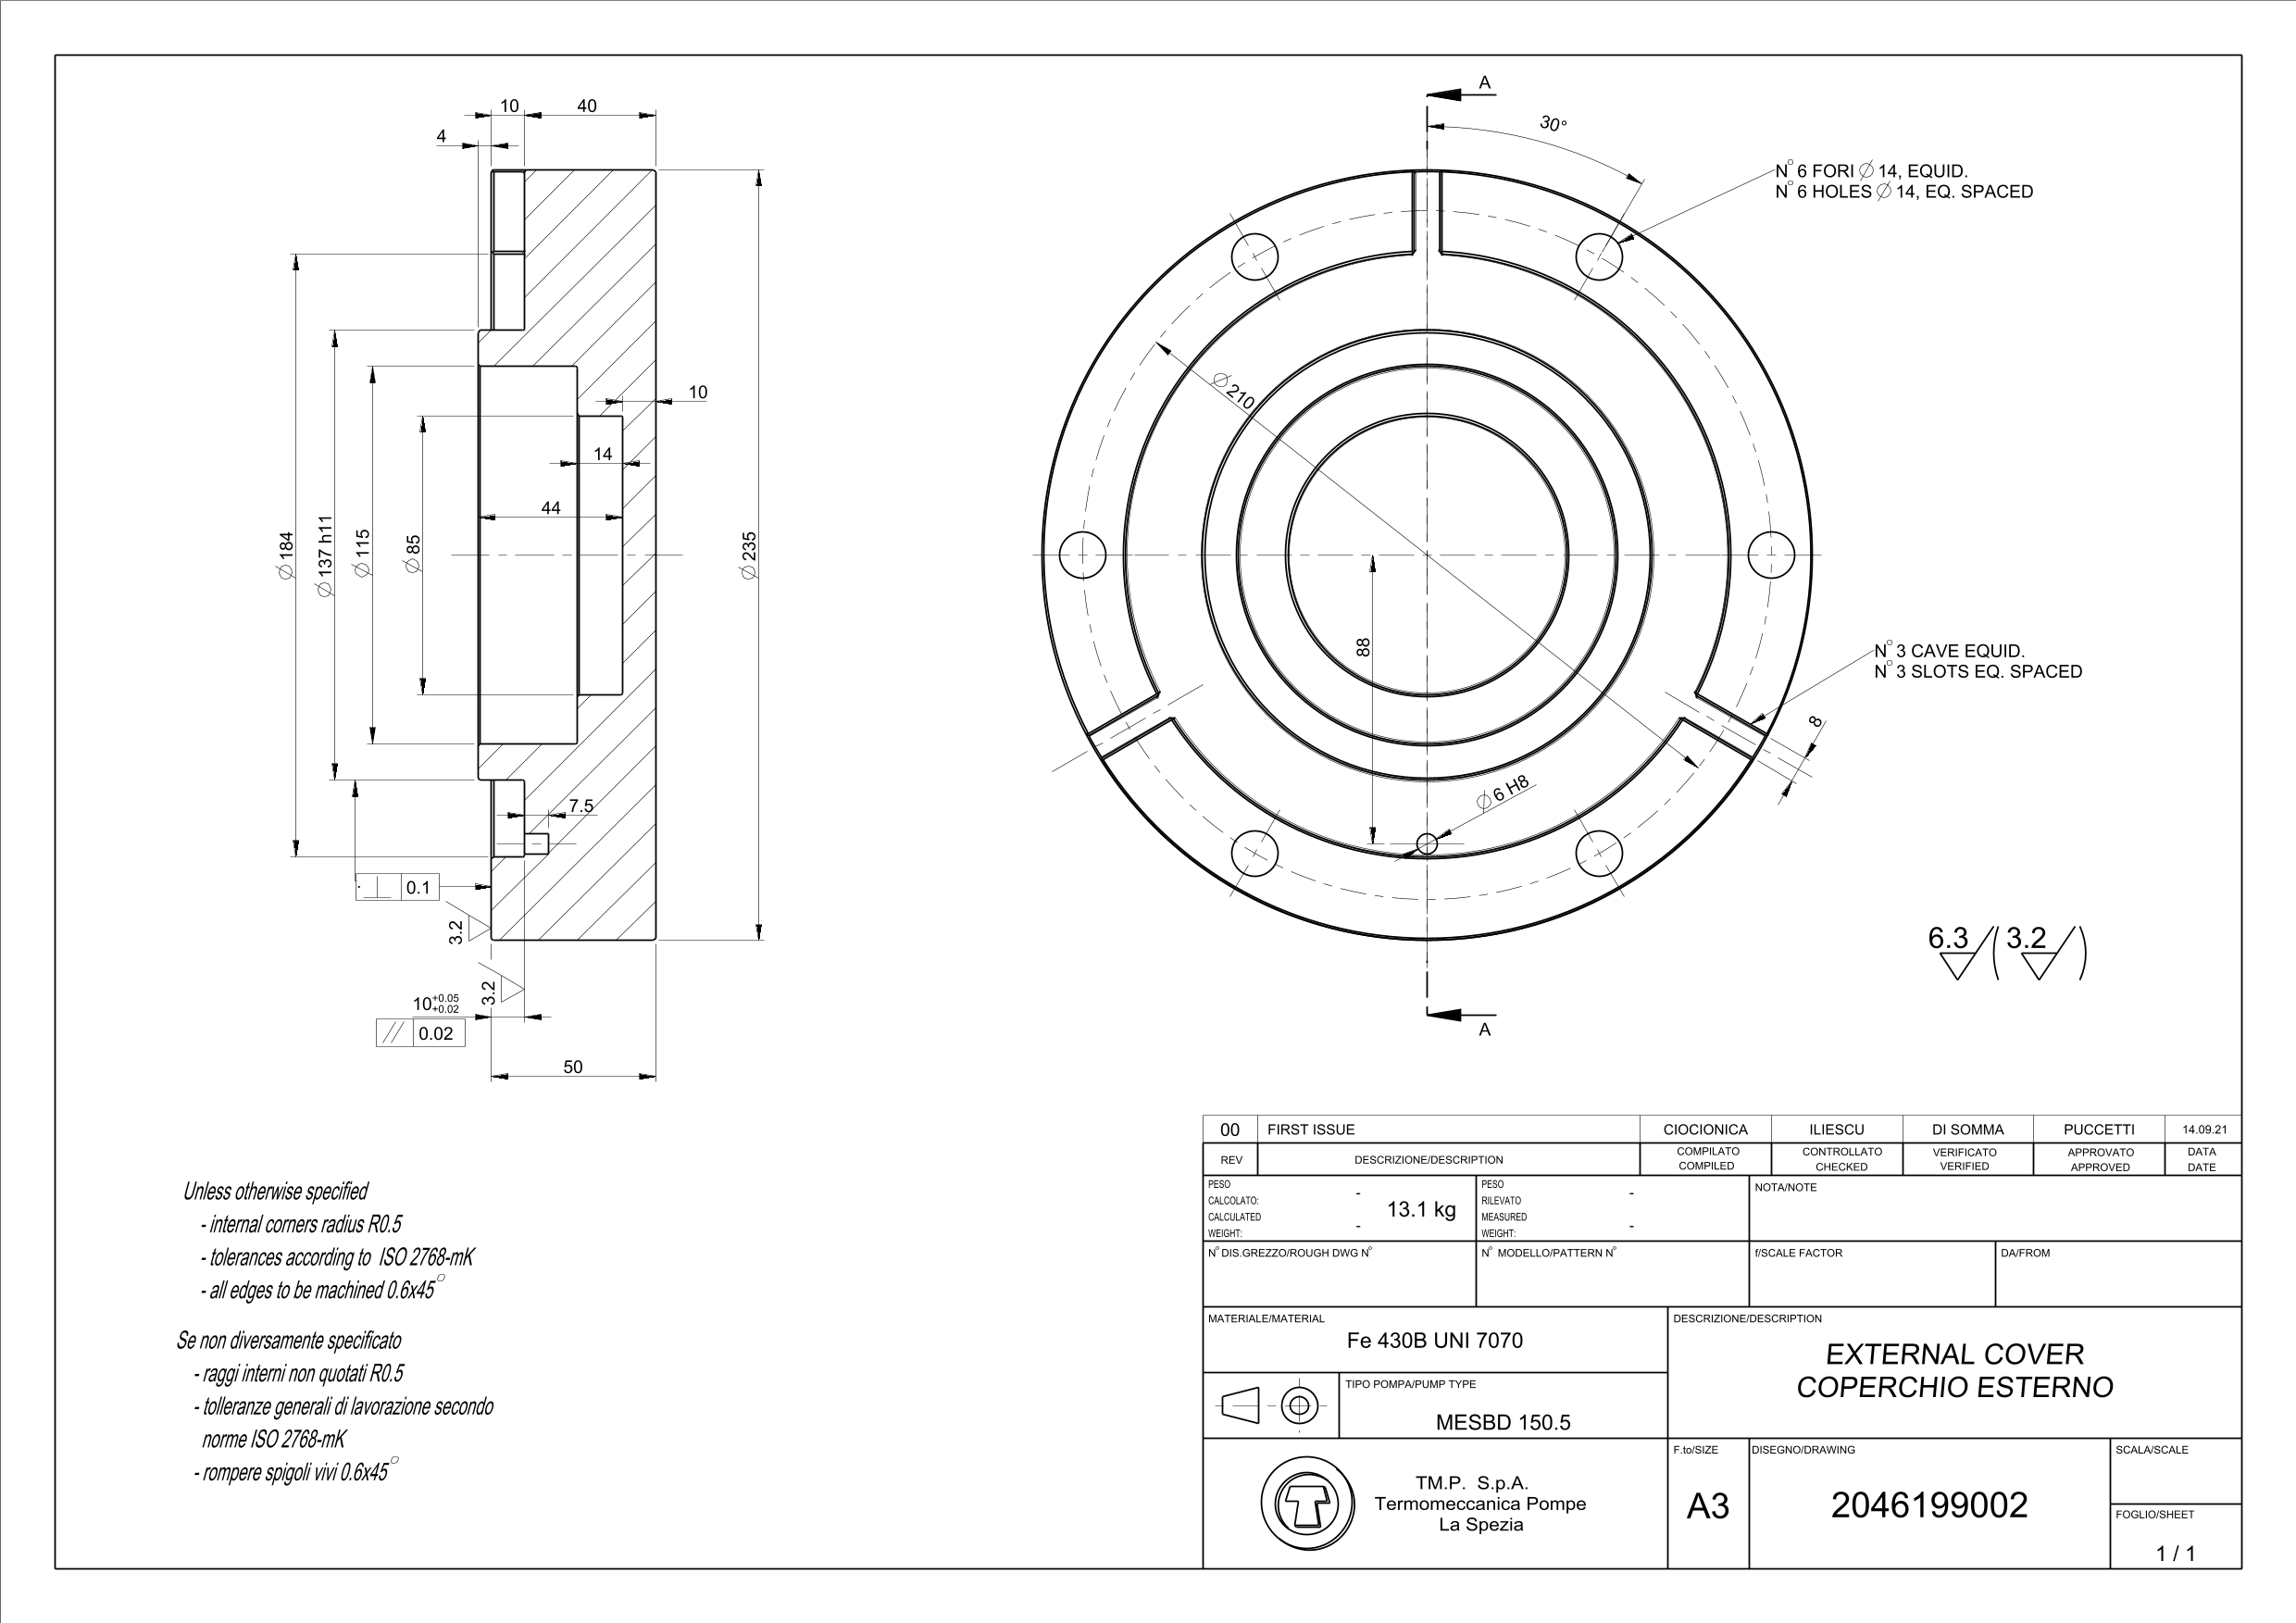 A
10
40
4
30°
N° 6 FORI ∅ 14, EQUID.
N° 6 HOLES ∅ 14, EQ. SPACED
10
∅ 210
14
44
∅ 184
∅ 137 h11
∅ 115
∅ 85
∅ 235
88
N° 3 CAVE EQUID.
N° 3 SLOTS EQ. SPACED
8
∅ 6 H8
7.5
⊥ 0.1
3.2
3.2
10 +0.05
+0.02
// 0.02
50
6.3 ( 3.2 )
A
00 FIRST ISSUE CIOCIONICA ILIESCU DI SOMMA PUCCETTI 14.09.21
REV DESCRIZIONE/DESCRIPTION COMPILATO CONTROLLATO VERIFICATO APPROVATO DATA
COMPILED CHECKED VERIFIED APPROVED DATE
PESO
CALCOLATO: -
CALCULATED 13.1 kg
WEIGHT: -
PESO
RILEVATO -
MEASURED
WEIGHT: -
NOTA/NOTE
N° DIS.GREZZO/ROUGH DWG N°
N° MODELLO/PATTERN N°
f/SCALE FACTOR
DA/FROM
MATERIALE/MATERIAL
Fe 430B UNI 7070
DESCRIZIONE/DESCRIPTION
EXTERNAL COVER
COPERCHIO ESTERNO
TIPO POMPA/PUMP TYPE
MESBD 150.5
TM.P. S.p.A.
Termomeccanica Pompe
La Spezia
F.to/SIZE
A3
DISEGNO/DRAWING
2046199002
SCALA/SCALE
FOGLIO/SHEET
1 / 1
Unless otherwise specified
- internal corners radius R0.5
- tolerances according to ISO 2768-mK
- all edges to be machined 0.6x45°
Se non diversamente specificato
- raggi interni non quotati R0.5
- tolleranze generali di lavorazione secondo
norme ISO 2768-mK
- rompere spigoli vivi 0.6x45°